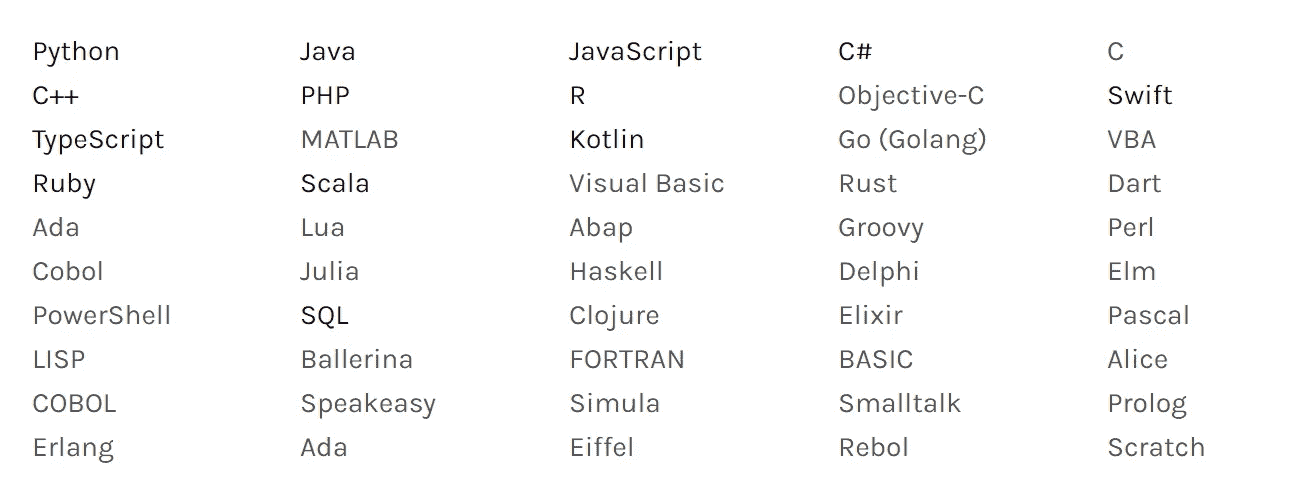 Python Java JavaScript C# C
C++ PHP R Objective-C Swift
TypeScript MATLAB Kotlin Go (Golang) VBA
Ruby Scala Visual Basic Rust Dart
Ada Lua Abap Groovy Perl
Cobol Julia Haskell Delphi Elm
PowerShell SQL Clojure Elixir Pascal
LISP Ballerina FORTRAN BASIC Alice
COBOL Speakeasy Simula Smalltalk Prolog
Erlang Ada Eiffel Rebol Scratch